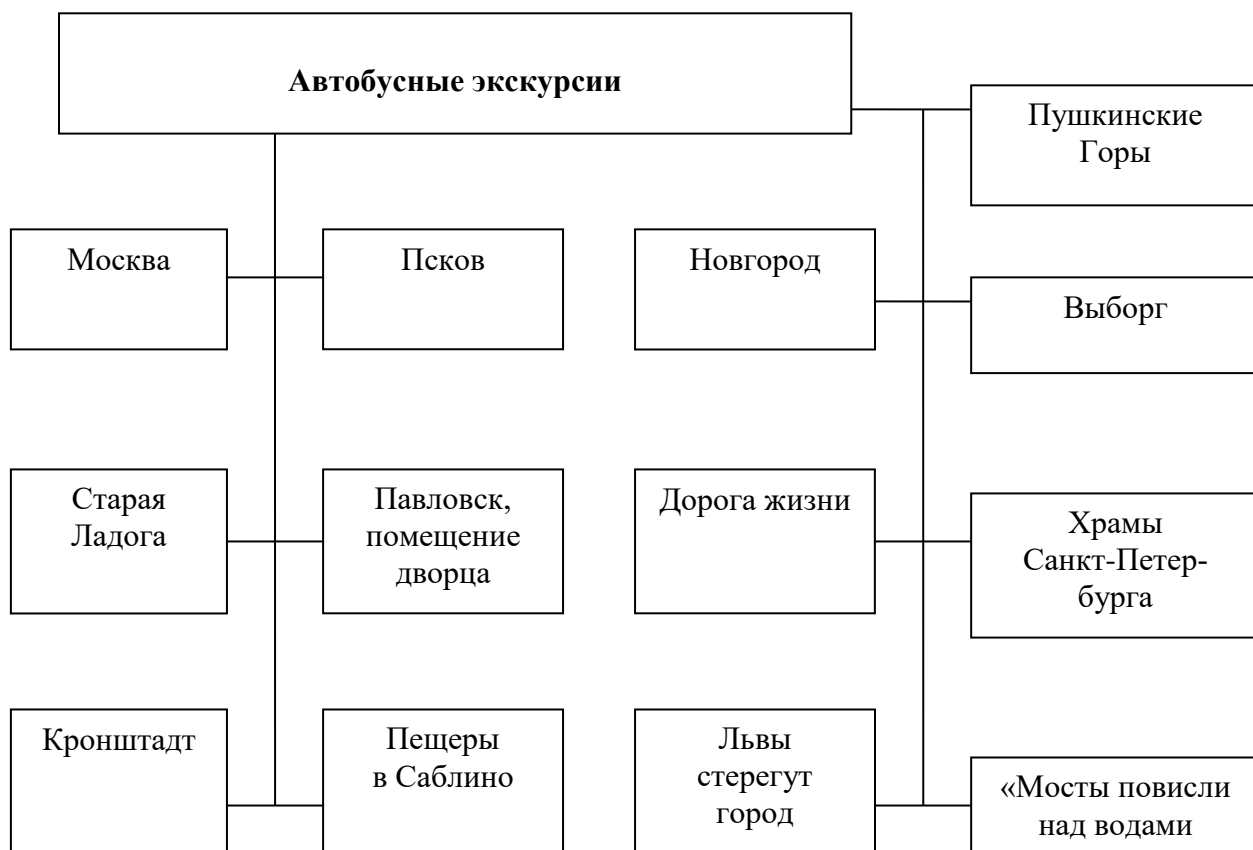 Автобусные экскурсии
Пушкинские
Горы
Москва
Псков
Новгород
Выборг
Старая
Ладога
Павловск,
помещение
дворца
Дорога жизни
Храмы
Санкт-Петер-
бурга
Кронштадт
Пещеры
в Саблино
Львы
стерегут
город
«Мосты повисли
над водами